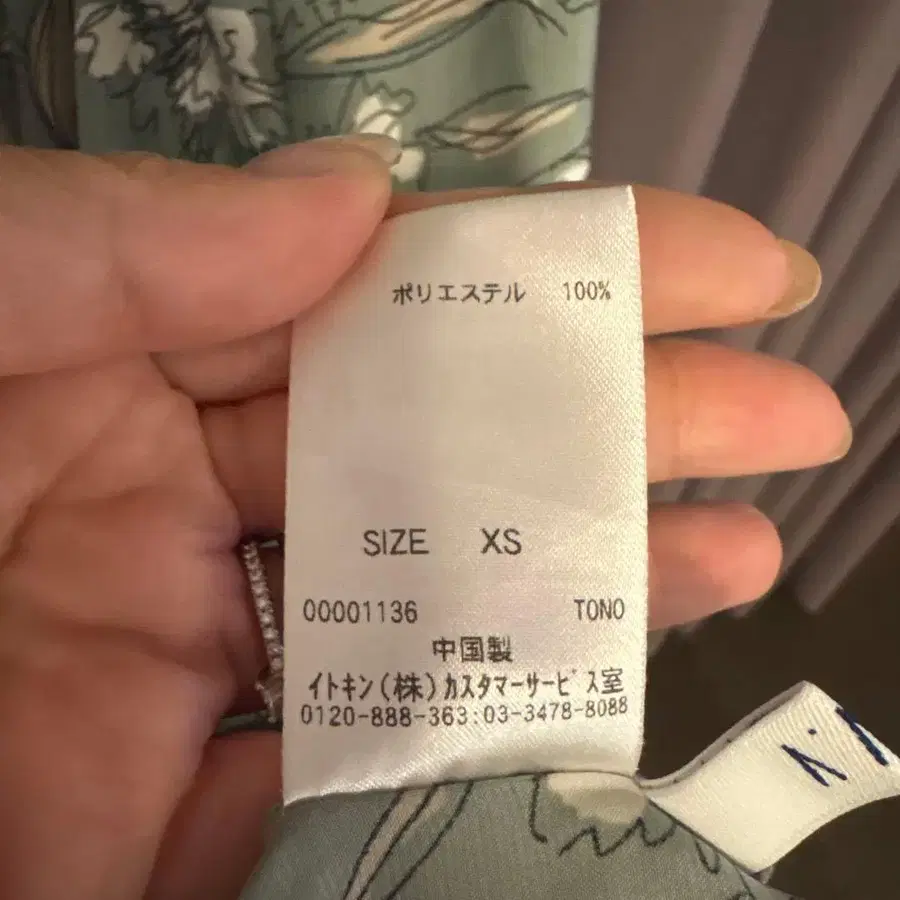 ポリエステル 100%
SIZE XS
00001136 TONO
中国製
イトキン(株)カスタマーサービス室
0120-888-363:03-3478-8088